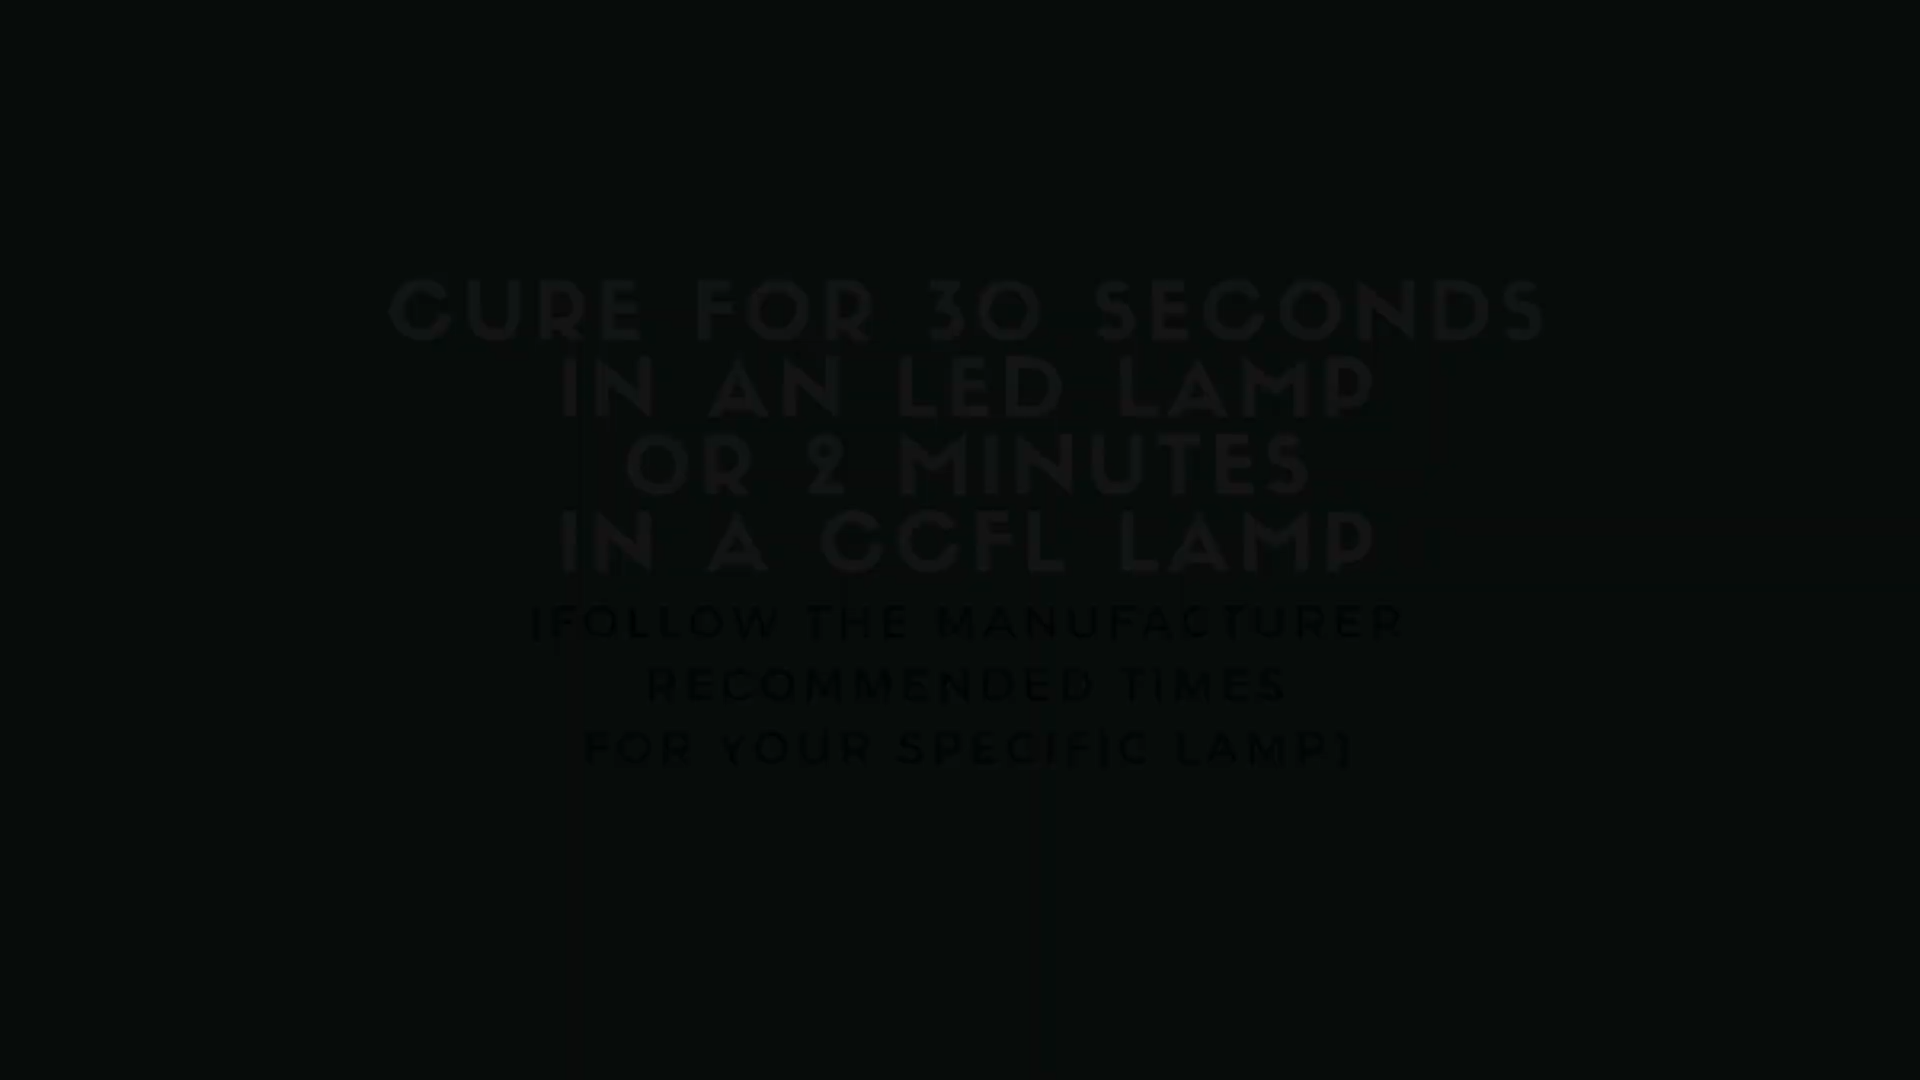 CURE FOR 30 SECONDS
IN AN LED LAMP
OR 2 MINUTES
IN A CCFL LAMP
(FOLLOW THE MANUFACTURER
RECOMMENDED TIMES
FOR YOUR SPECIFIC LAMP)